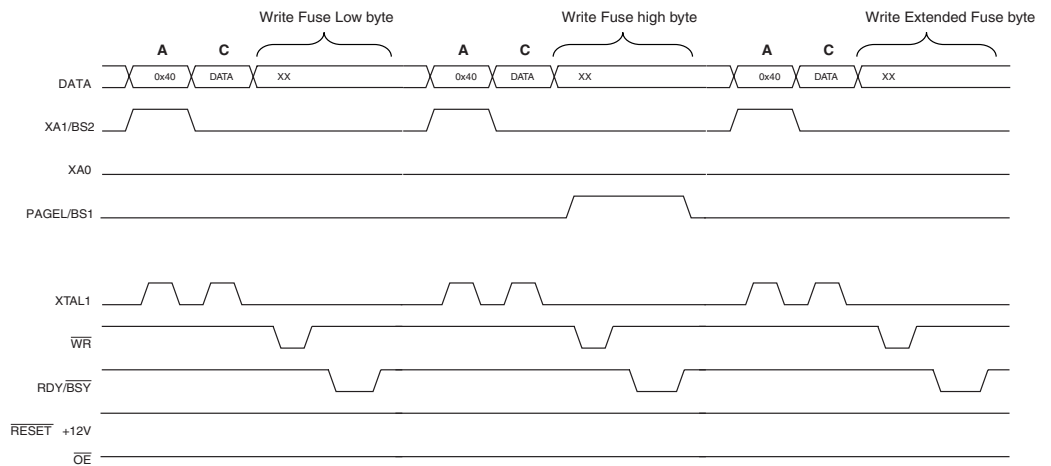 Write Fuse Low byte Write Fuse high byte Write Extended Fuse byte
A C A C A C
DATA 0x40 DATA XX 0x40 DATA XX 0x40 DATA XX
XA1/BS2
XA0
PAGEL/BS1
XTAL1
WR
RDY/BSY
RESET +12V
OE